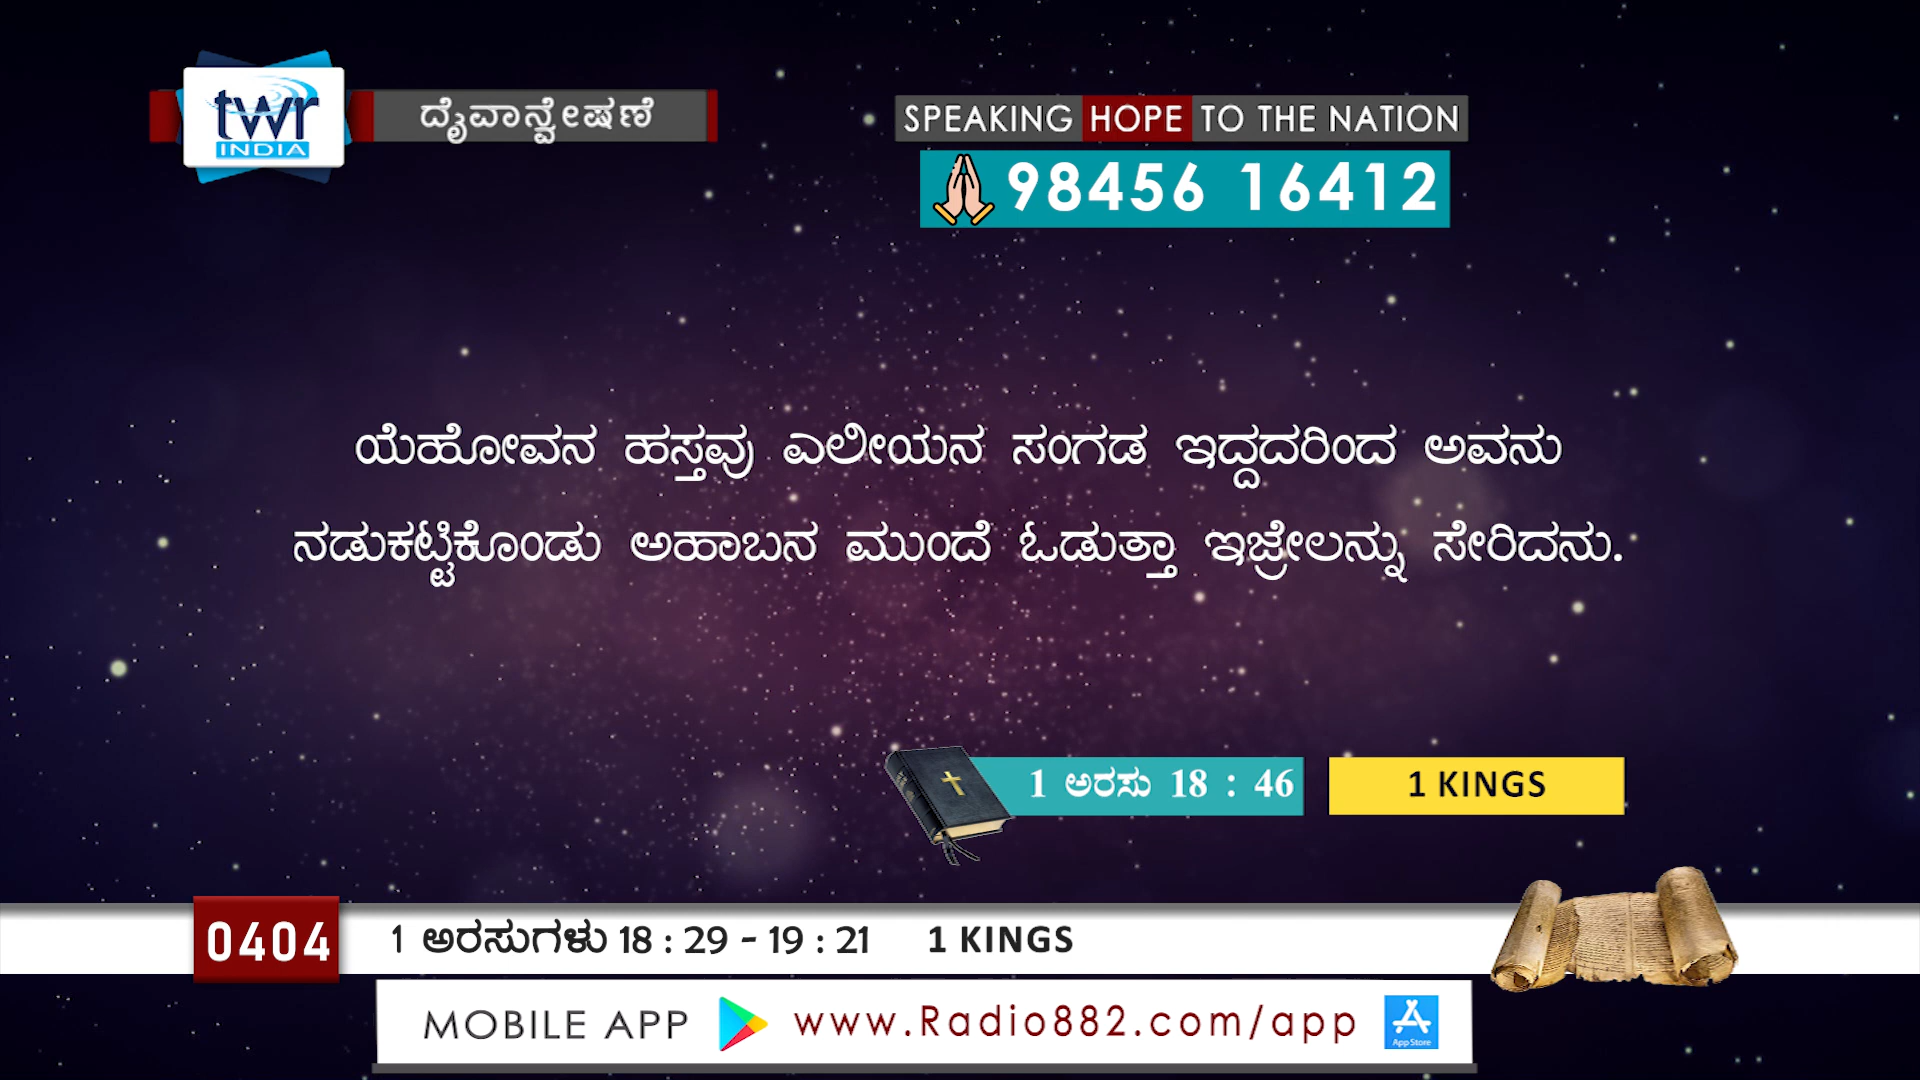 twr
INDIA
ದೈವಾನ್ವೇಷಣೆ
SPEAKING HOPE TO THE NATION
98456 16412
ಯೆಹೋವನ ಹಸ್ತವು ಎಲೀಯನ ಸಂಗಡ ಇದ್ದದರಿಂದ ಅವನು
ನಡುಕಟ್ಟಿಕೊಂಡು ಅಹಾಬನ ಮುಂದೆ ಓಡುತ್ತಾ ಇಜ್ರೇಲನ್ನು ಸೇರಿದನು.
1 ಅರಸು 18 : 46
1 KINGS
0404
1 ಅರಸುಗಳು 18 : 29 - 19 : 21 1 KINGS
MOBILE APP www.Radio882.com/app
App Store